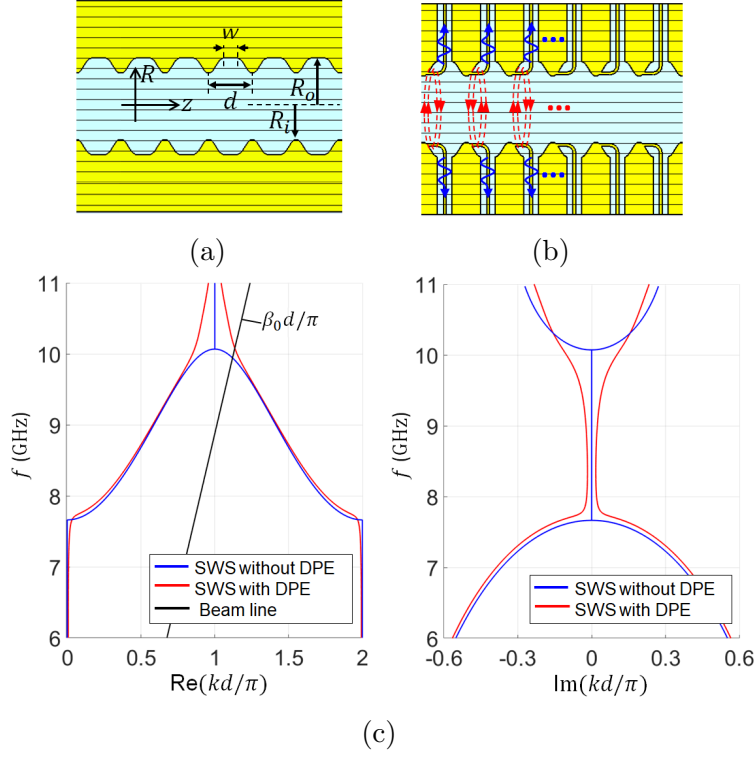 w
R
R_o
z
d
R_i
(a)
(b)
11
10
9
8
7
6
f (GHz)
β₀d/π
SWS without DPE
SWS with DPE
Beam line
0
0.5
1
1.5
2
Re(kd/π)
11
10
9
8
7
6
f (GHz)
SWS without DPE
SWS with DPE
-0.6
-0.3
0
0.3
0.6
Im(kd/π)
(c)